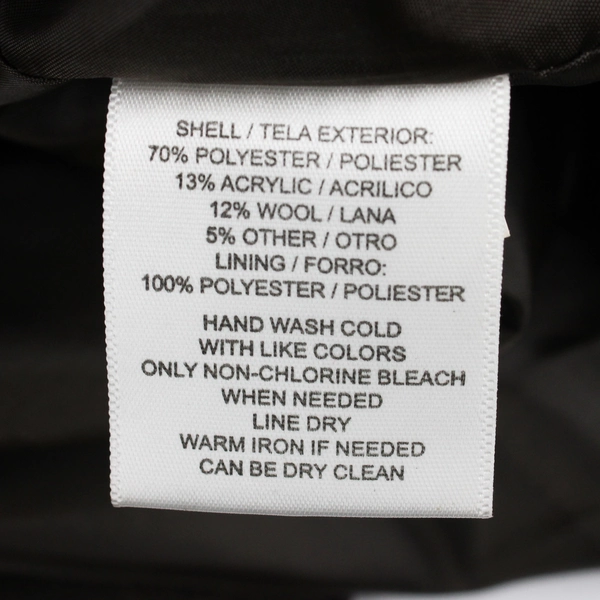 SHELL / TELA EXTERIOR:
70% POLYESTER / POLIESTER
13% ACRYLIC / ACRILICO
12% WOOL / LANA
5% OTHER / OTRO
LINING / FORRO:
100% POLYESTER / POLIESTER
HAND WASH COLD
WITH LIKE COLORS
ONLY NON-CHLORINE BLEACH
WHEN NEEDED
LINE DRY
WARM IRON IF NEEDED
CAN BE DRY CLEAN